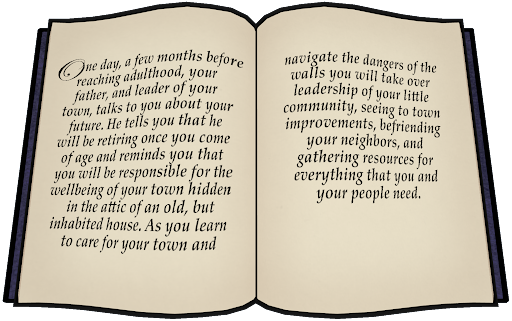 One day, a few months before
reaching adulthood, your
father, and leader of your
town, talks to you about your
future. He tells you that he
will be retiring once you come
of age and reminds you that
you will be responsible for the
wellbeing of your town hidden
in the attic of an old, but
inhabited house. As you learn
to care for your town and
navigate the dangers of the
walls you will take over
leadership of your little
community, seeing to town
improvements, befriending
your neighbors, and
gathering resources for
everything that you and
your people need.